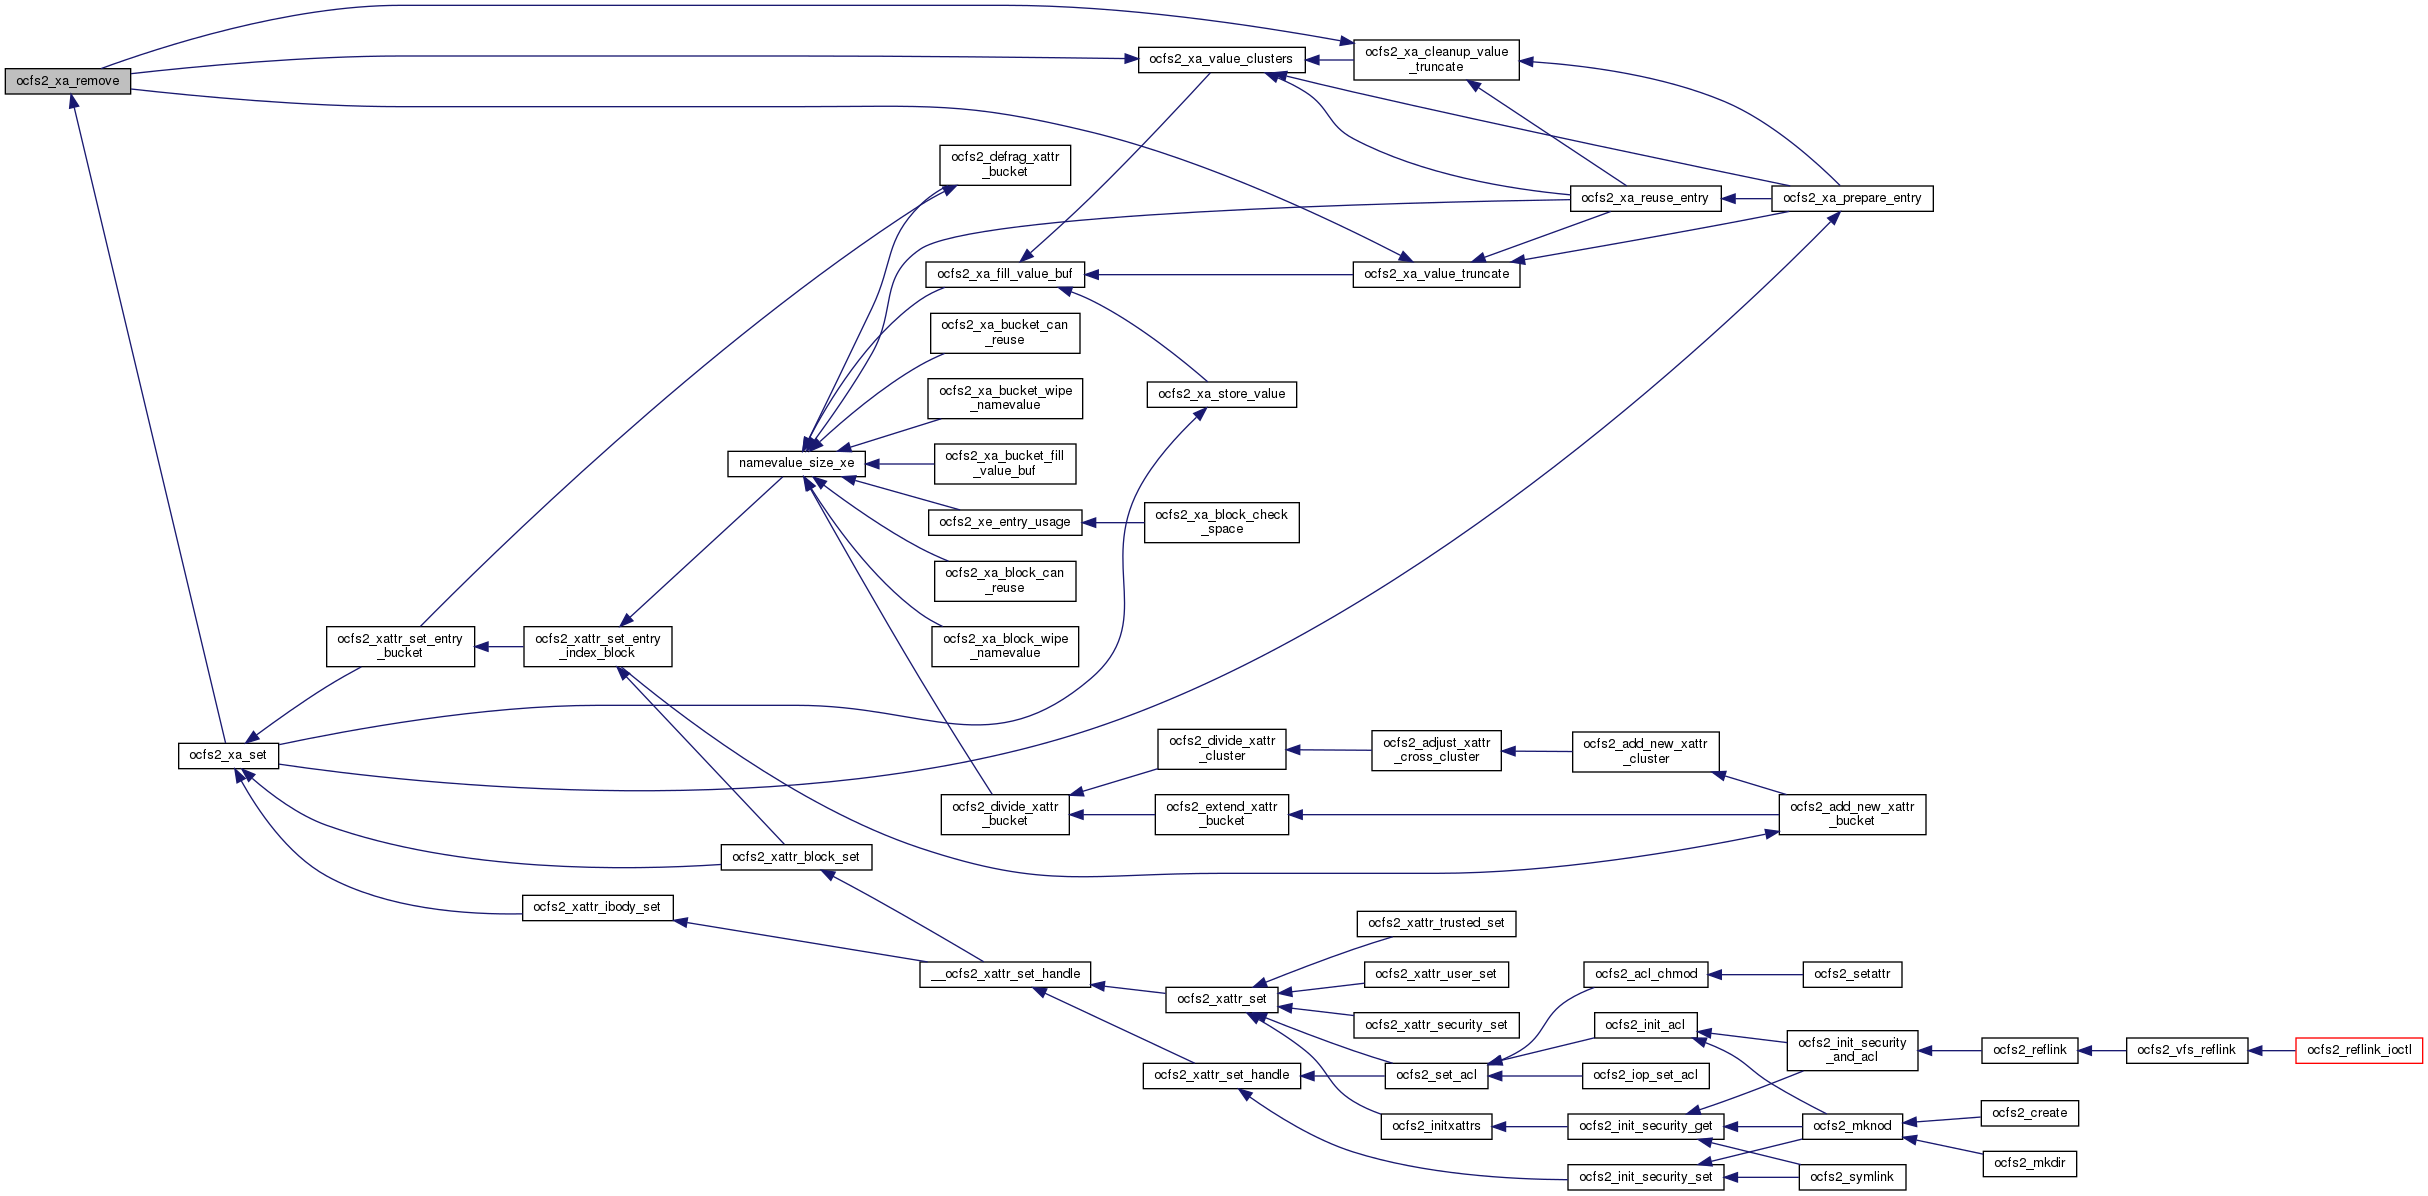 ocfs2_xa_remove
ocfs2_xa_value_clusters
ocfs2_xa_cleanup_value
_truncate
ocfs2_defrag_xattr
_bucket
ocfs2_xa_reuse_entry
ocfs2_xa_prepare_entry
ocfs2_xa_fill_value_buf
ocfs2_xa_value_truncate
ocfs2_xa_bucket_can
_reuse
ocfs2_xa_bucket_wipe
_namevalue
ocfs2_xa_store_value
namevalue_size_xe
ocfs2_xa_bucket_fill
_value_buf
ocfs2_xe_entry_usage
ocfs2_xa_block_check
_space
ocfs2_xa_block_can
_reuse
ocfs2_xattr_set_entry
_bucket
ocfs2_xattr_set_entry
_index_block
ocfs2_xa_block_wipe
_namevalue
ocfs2_xa_set
ocfs2_divide_xattr
_cluster
ocfs2_adjust_xattr
_cross_cluster
ocfs2_add_new_xattr
_cluster
ocfs2_divide_xattr
_bucket
ocfs2_extend_xattr
_bucket
ocfs2_add_new_xattr
_bucket
ocfs2_xattr_block_set
ocfs2_xattr_ibody_set
ocfs2_xattr_trusted_set
__ocfs2_xattr_set_handle
ocfs2_xattr_user_set
ocfs2_acl_chmod
ocfs2_setattr
ocfs2_xattr_set
ocfs2_xattr_security_set
ocfs2_init_acl
ocfs2_init_security
_and_acl
ocfs2_reflink
ocfs2_vfs_reflink
ocfs2_reflink_ioctl
ocfs2_xattr_set_handle
ocfs2_set_acl
ocfs2_iop_set_acl
ocfs2_initxattrs
ocfs2_init_security_get
ocfs2_mknod
ocfs2_create
ocfs2_mkdir
ocfs2_init_security_set
ocfs2_symlink